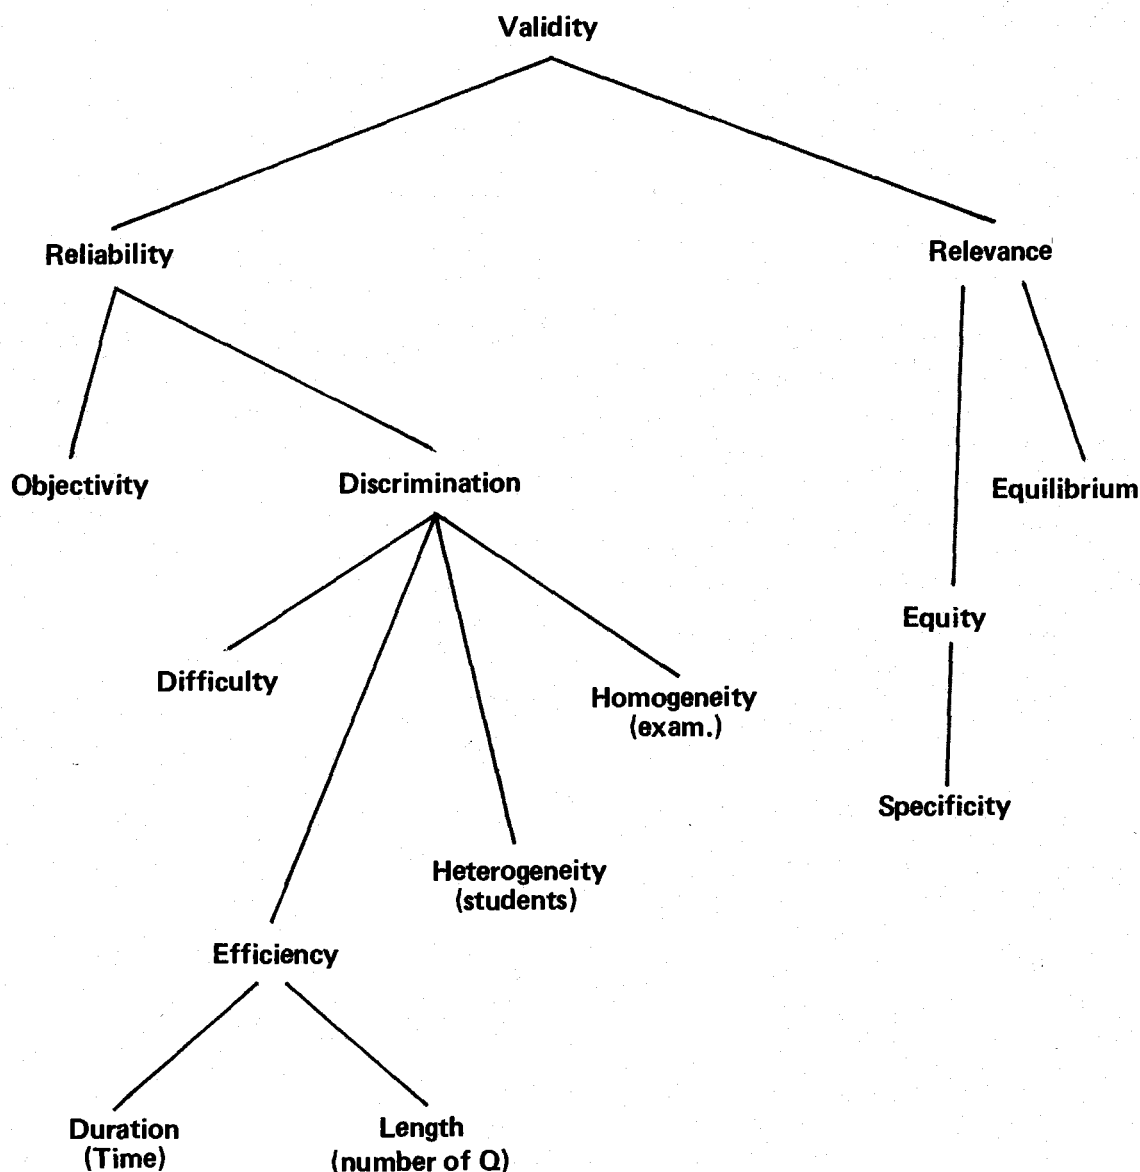 Validity
Reliability
Relevance
Objectivity
Discrimination
Equilibrium
Equity
Difficulty
Homogeneity
(exam.)
Specificity
Heterogeneity
(students)
Efficiency
Duration
(Time)
Length
(number of Q)